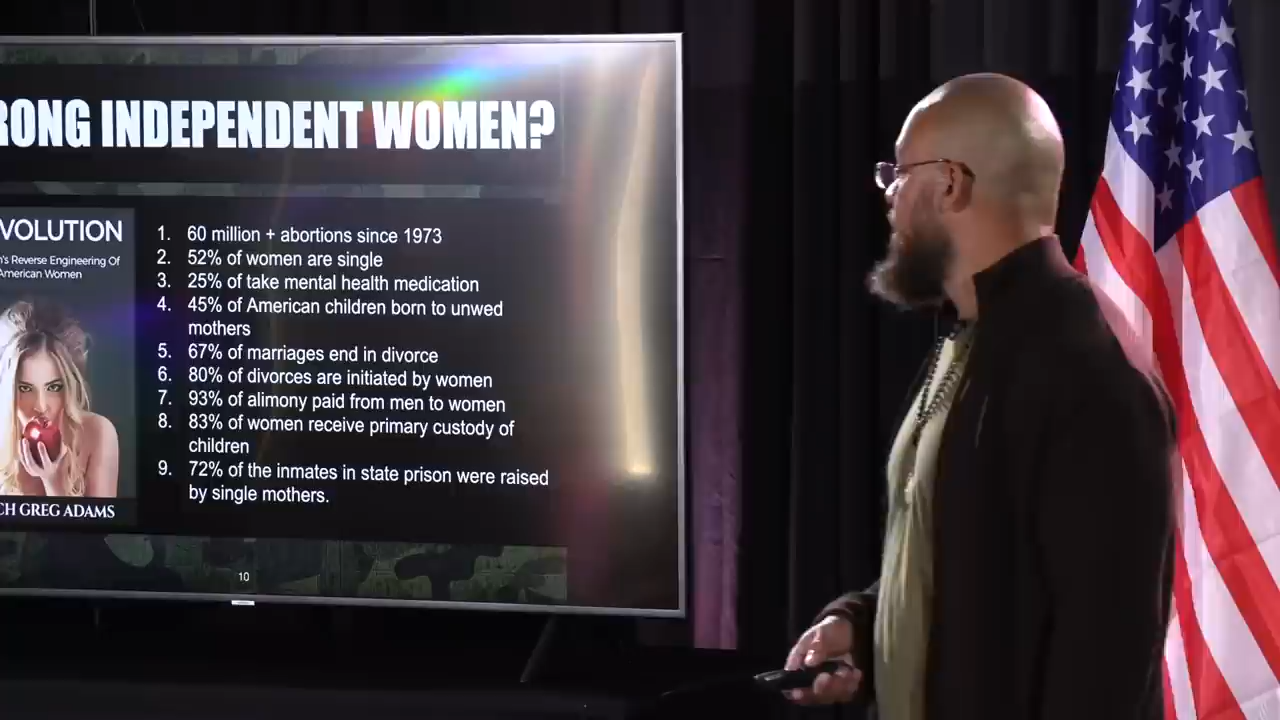 RONG INDEPENDENT WOMEN?
VOLUTION
n's Reverse Engineering Of
American Women
CH GREG ADAMS
1. 60 million + abortions since 1973
2. 52% of women are single
3. 25% of take mental health medication
4. 45% of American children born to unwed
mothers
5. 67% of marriages end in divorce
6. 80% of divorces are initiated by women
7. 93% of alimony paid from men to women
8. 83% of women receive primary custody of
children
9. 72% of the inmates in state prison were raised
by single mothers.
10